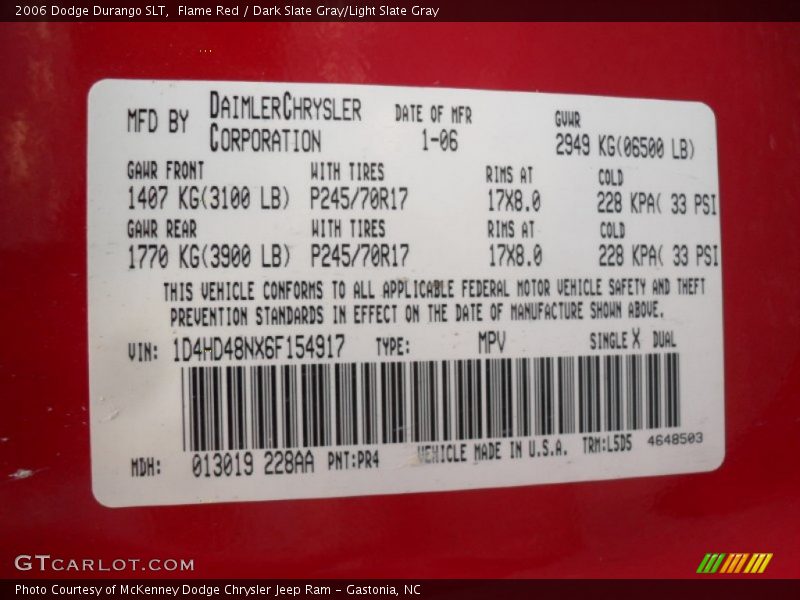 2006 Dodge Durango SLT,  Flame Red / Dark Slate Gray/Light Slate Gray
MFD BY DAIMLERCHRYSLER CORPORATION DATE OF MFR 1-06 GVWR 2949 KG(06500 LB)
GAWR FRONT WITH TIRES RIMS AT COLD
1407 KG(3100 LB) P245/70R17 17X8.0 228 KPA( 33 PSI
GAWR REAR WITH TIRES RIMS AT COLD
1770 KG(3900 LB) P245/70R17 17X8.0 228 KPA( 33 PSI
THIS VEHICLE CONFORMS TO ALL APPLICABLE FEDERAL MOTOR VEHICLE SAFETY AND THEFT
PREVENTION STANDARDS IN EFFECT ON THE DATE OF MANUFACTURE SHOWN ABOVE.
VIN: 1D4HD48NX6F154917 TYPE: MPV SINGLE X DUAL
MDH: 013019 228AA PNT:PR4 VEHICLE MADE IN U.S.A. TRM:L5D5 4648503
GTCARLOT.COM
Photo Courtesy of McKenney Dodge Chrysler Jeep Ram - Gastonia, NC